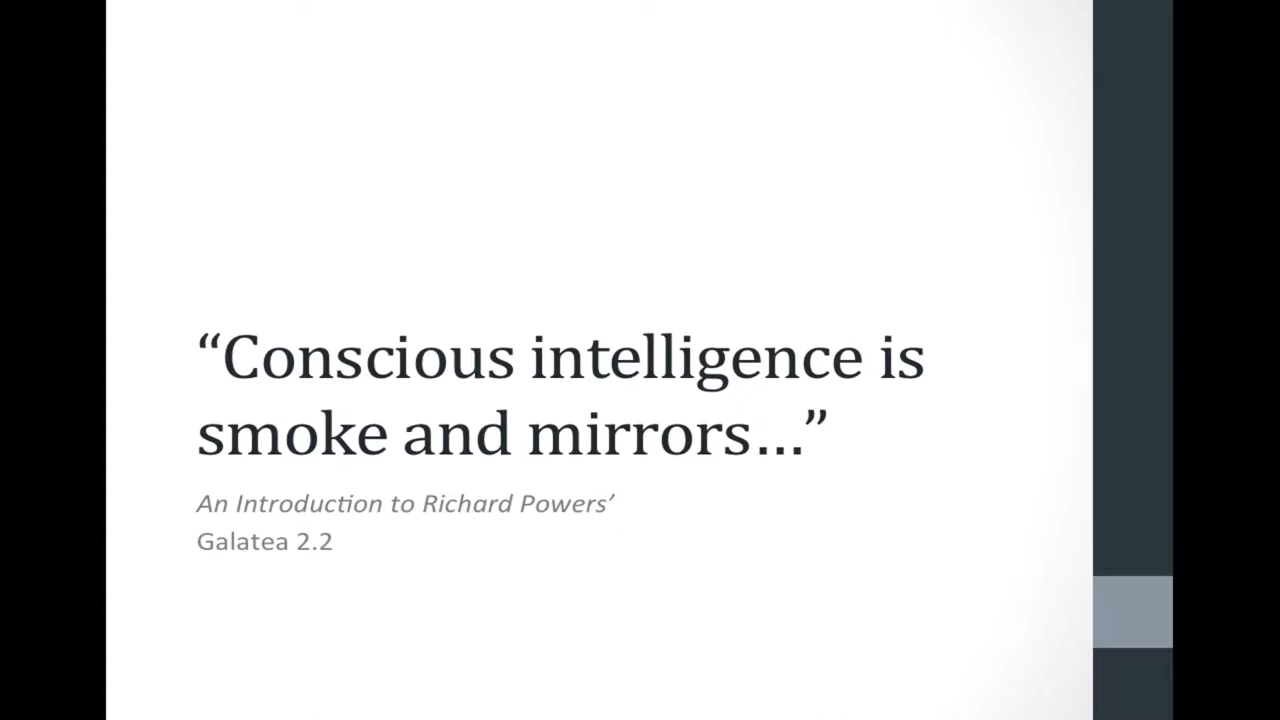 “Conscious intelligence is
smoke and mirrors…”
An Introduction to Richard Powers’
Galatea 2.2